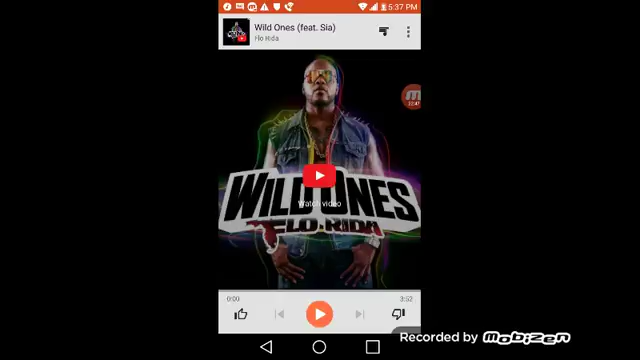 5:37 PM
Wild Ones (feat. Sia)
Flo Rida
WILD ONES
FLO RIDA
Watch video
0:00
3:52
Recorded by mobizen